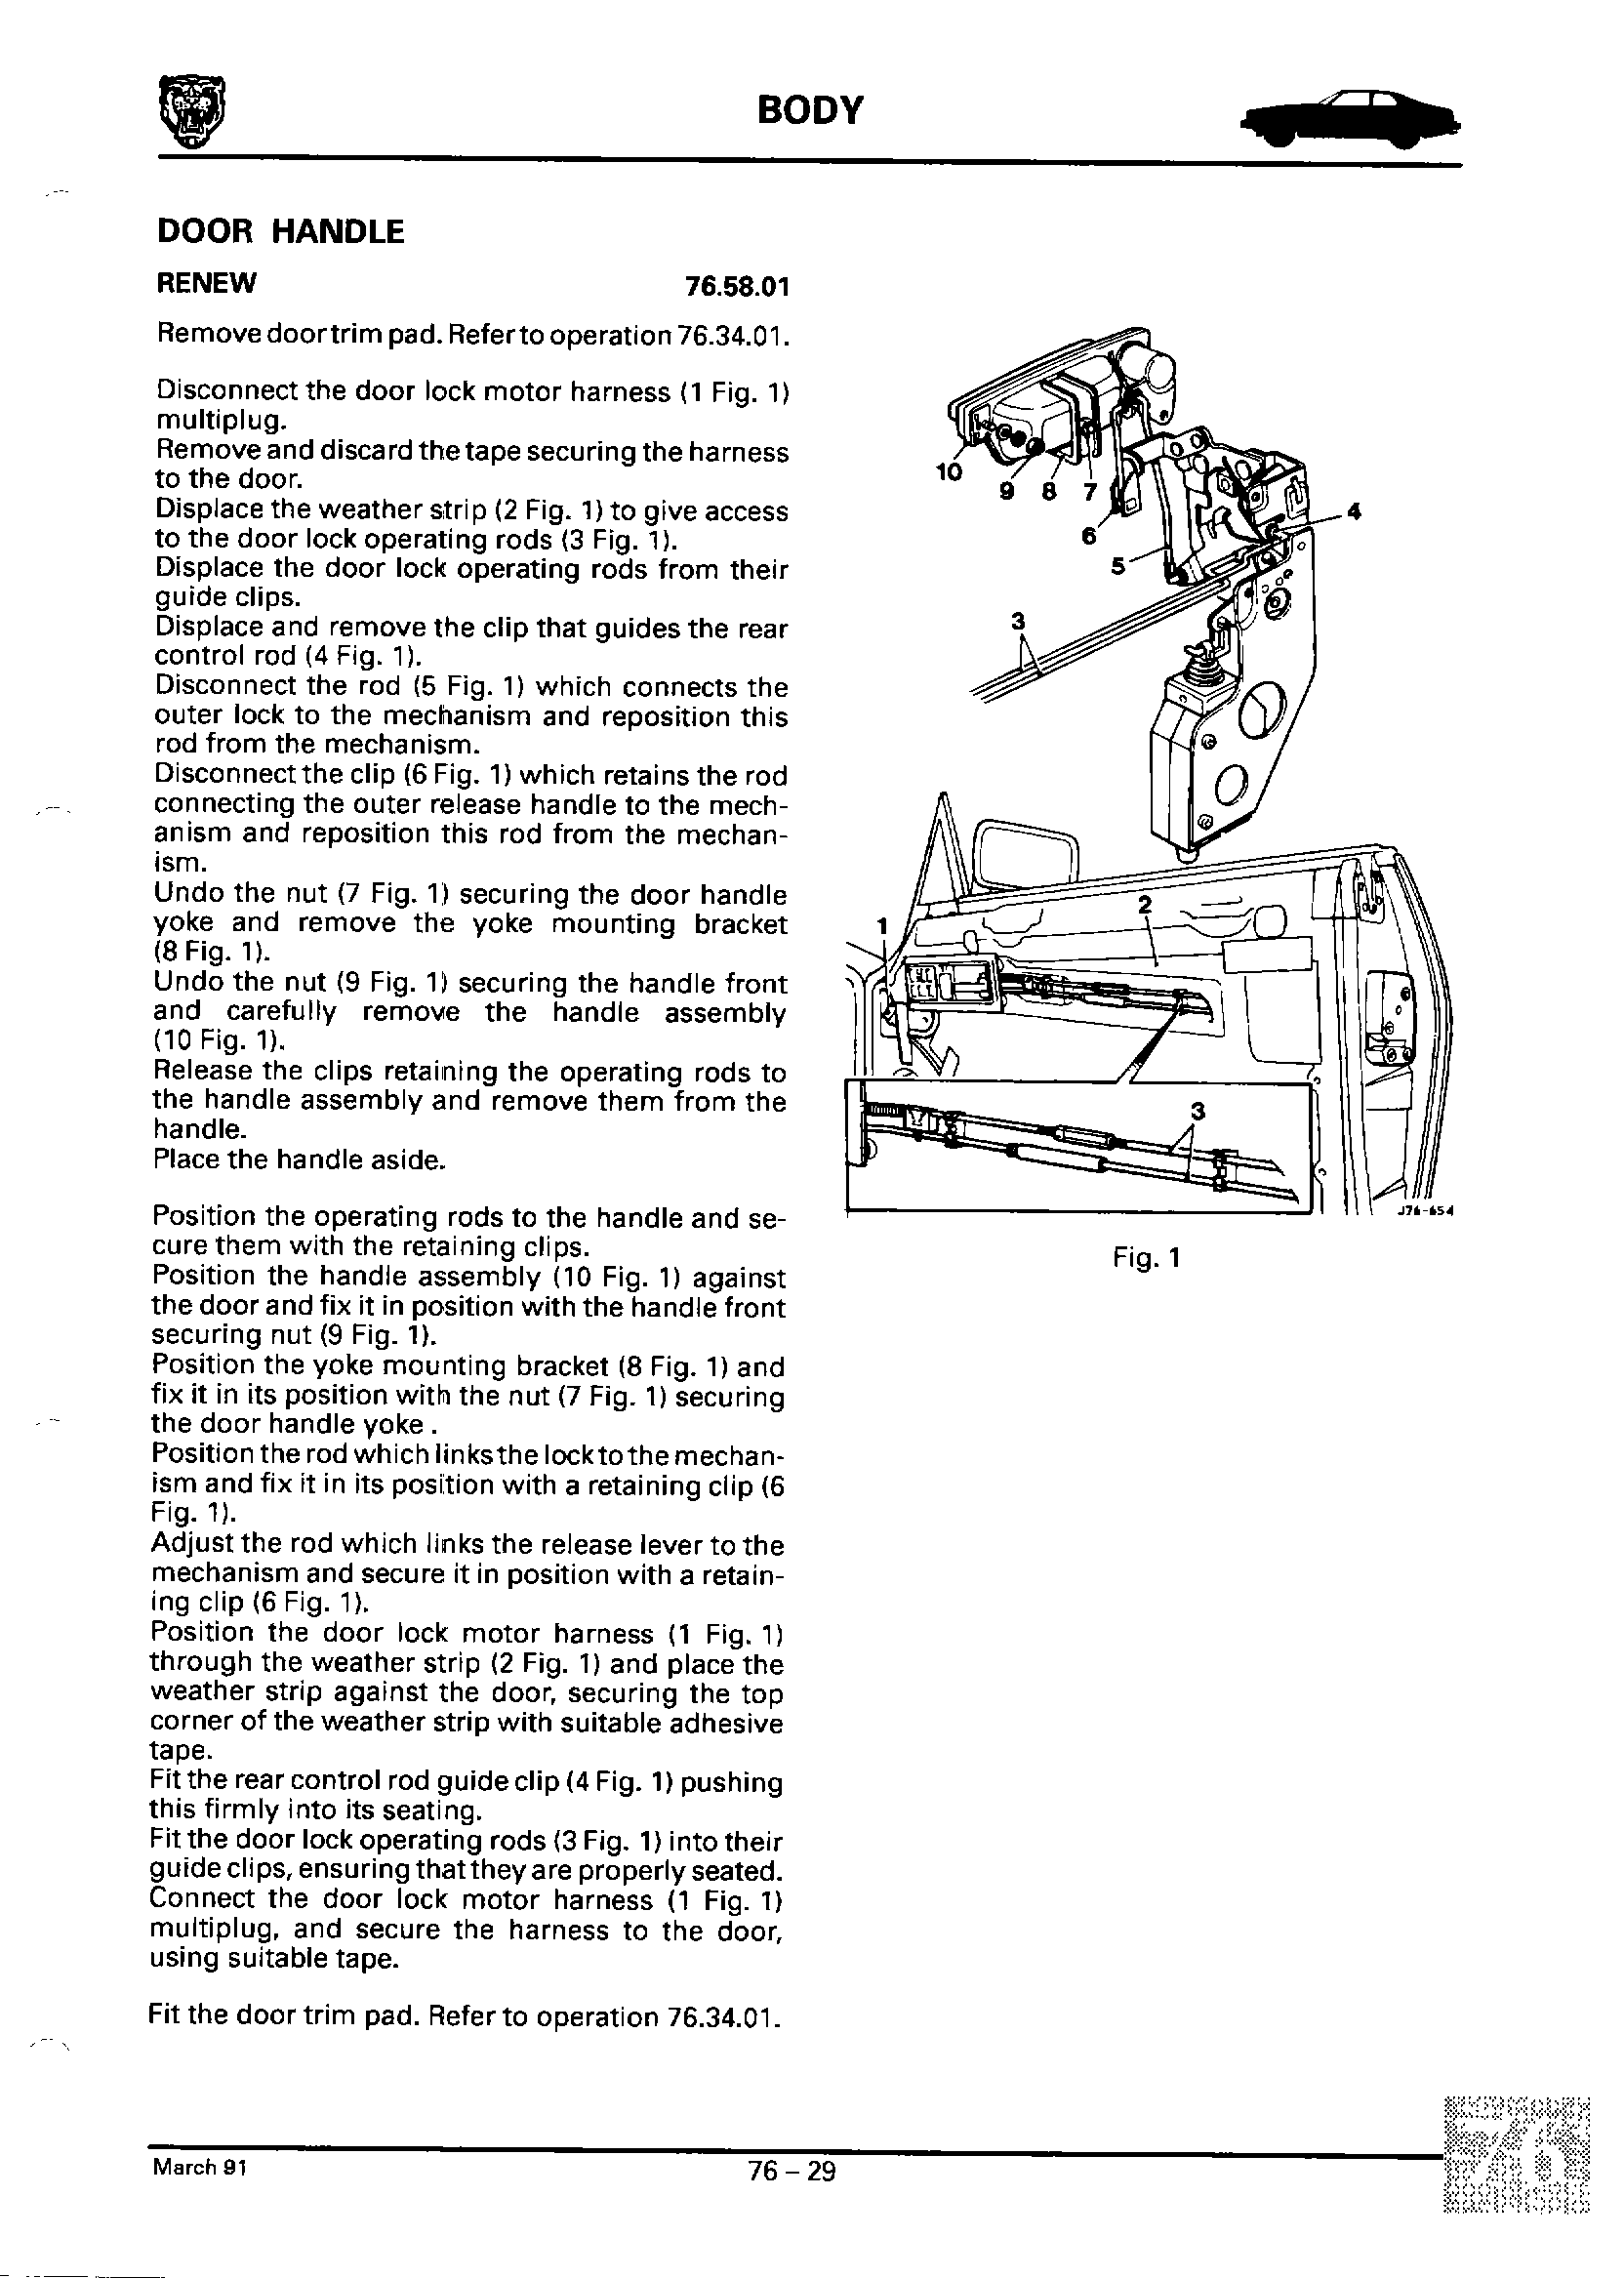 BODY
DOOR HANDLE
RENEW 76.58.01
Remove door trim pad. Refer to operation 76.34.01.
Disconnect the door lock motor harness (1 Fig. 1)
multiplug.
Remove and discard the tape securing the harness
to the door.
Displace the weather strip (2 Fig. 1) to give access
to the door lock operating rods (3 Fig. 1).
Displace the door lock operating rods from their
guide clips.
Displace and remove the clip that guides the rear
control rod (4 Fig. 1).
Disconnect the rod (5 Fig. 1) which connects the
outer lock to the mechanism and reposition this
rod from the mechanism.
Disconnect the clip (6 Fig. 1) which retains the rod
connecting the outer release handle to the mech-
anism and reposition this rod from the mechan-
ism.
Undo the nut (7 Fig. 1) securing the door handle
yoke and remove the yoke mounting bracket
(8 Fig. 1).
Undo the nut (9 Fig. 1) securing the handle front
and carefully remove the handle assembly
(10 Fig. 1).
Release the clips retaining the operating rods to
the handle assembly and remove them from the
handle.
Place the handle aside.
Position the operating rods to the handle and se-
cure them with the retaining clips.
Position the handle assembly (10 Fig. 1) against
the door and fix it in position with the handle front
securing nut (9 Fig. 1).
Position the yoke mounting bracket (8 Fig. 1) and
fix it in its position with the nut (7 Fig. 1) securing
the door handle yoke .
Position the rod which links the lock to the mechan-
ism and fix it in its position with a retaining clip (6
Fig. 1).
Adjust the rod which links the release lever to the
mechanism and secure it in position with a retain-
ing clip (6 Fig. 1).
Position the door lock motor harness (1 Fig. 1)
through the weather strip (2 Fig. 1) and place the
weather strip against the door, securing the top
corner of the weather strip with suitable adhesive
tape.
Fit the rear control rod guide clip (4 Fig. 1) pushing
this firmly into its seating.
Fit the door lock operating rods (3 Fig. 1) into their
guide clips, ensuring that they are properly seated.
Connect the door lock motor harness (1 Fig. 1)
multiplug, and secure the harness to the door,
using suitable tape.
Fit the door trim pad. Refer to operation 76.34.01.
10
9 8 7
6
5
4
3
1
2
3
J76-654
Fig. 1
March 91
76 – 29
76